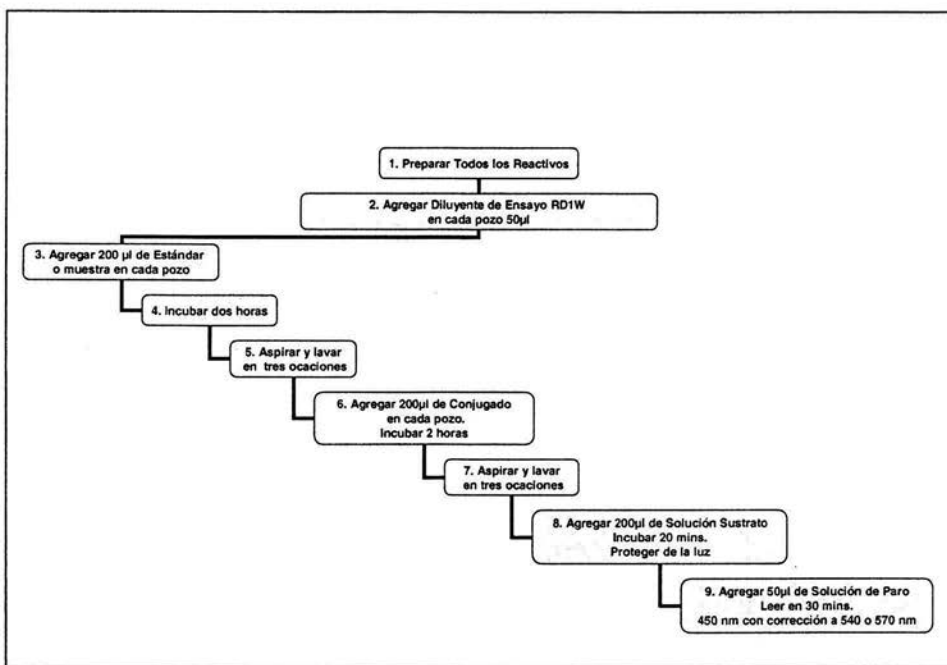 1. Preparar Todos los Reactivos
2. Agregar Diluyente de Ensayo RD1W
en cada pozo 50µl
3. Agregar 200 µl de Estándar
o muestra en cada pozo
4. Incubar dos horas
5. Aspirar y lavar
en tres ocaciones
6. Agregar 200µl de Conjugado
en cada pozo.
Incubar 2 horas
7. Aspirar y lavar
en tres ocaciones
8. Agregar 200µl de Solución Sustrato
Incubar 20 mins.
Proteger de la luz
9. Agregar 50µl de Solución de Paro
Leer en 30 mins.
450 nm con corrección a 540 o 570 nm